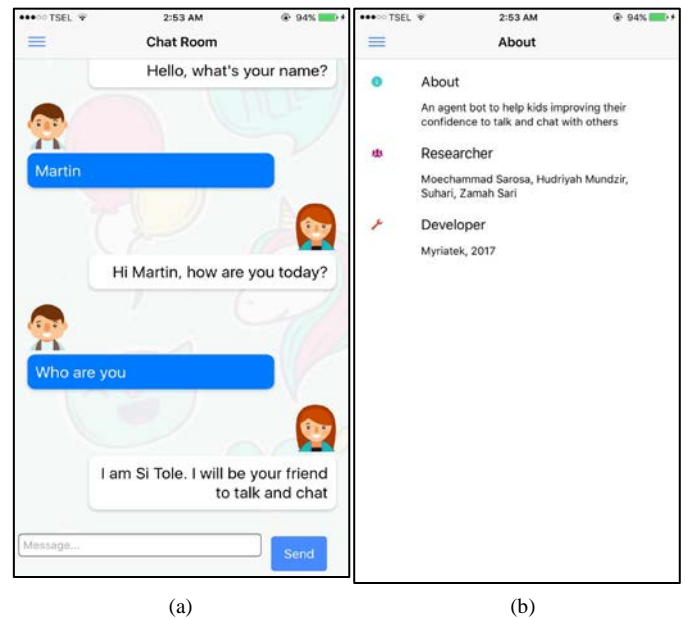 TSEL 2:53 AM 94%
Chat Room
Hello, what's your name?
Martin
Hi Martin, how are you today?
Who are you
I am Si Tole. I will be your friend
to talk and chat
Message...
Send
(a)
TSEL 2:53 AM 94%
About
About
An agent bot to help kids improving their
confidence to talk and chat with others
Researcher
Moechammad Sarosa, Hudriyah Mundzir,
Suhari, Zamah Sari
Developer
Myriatek, 2017
(b)